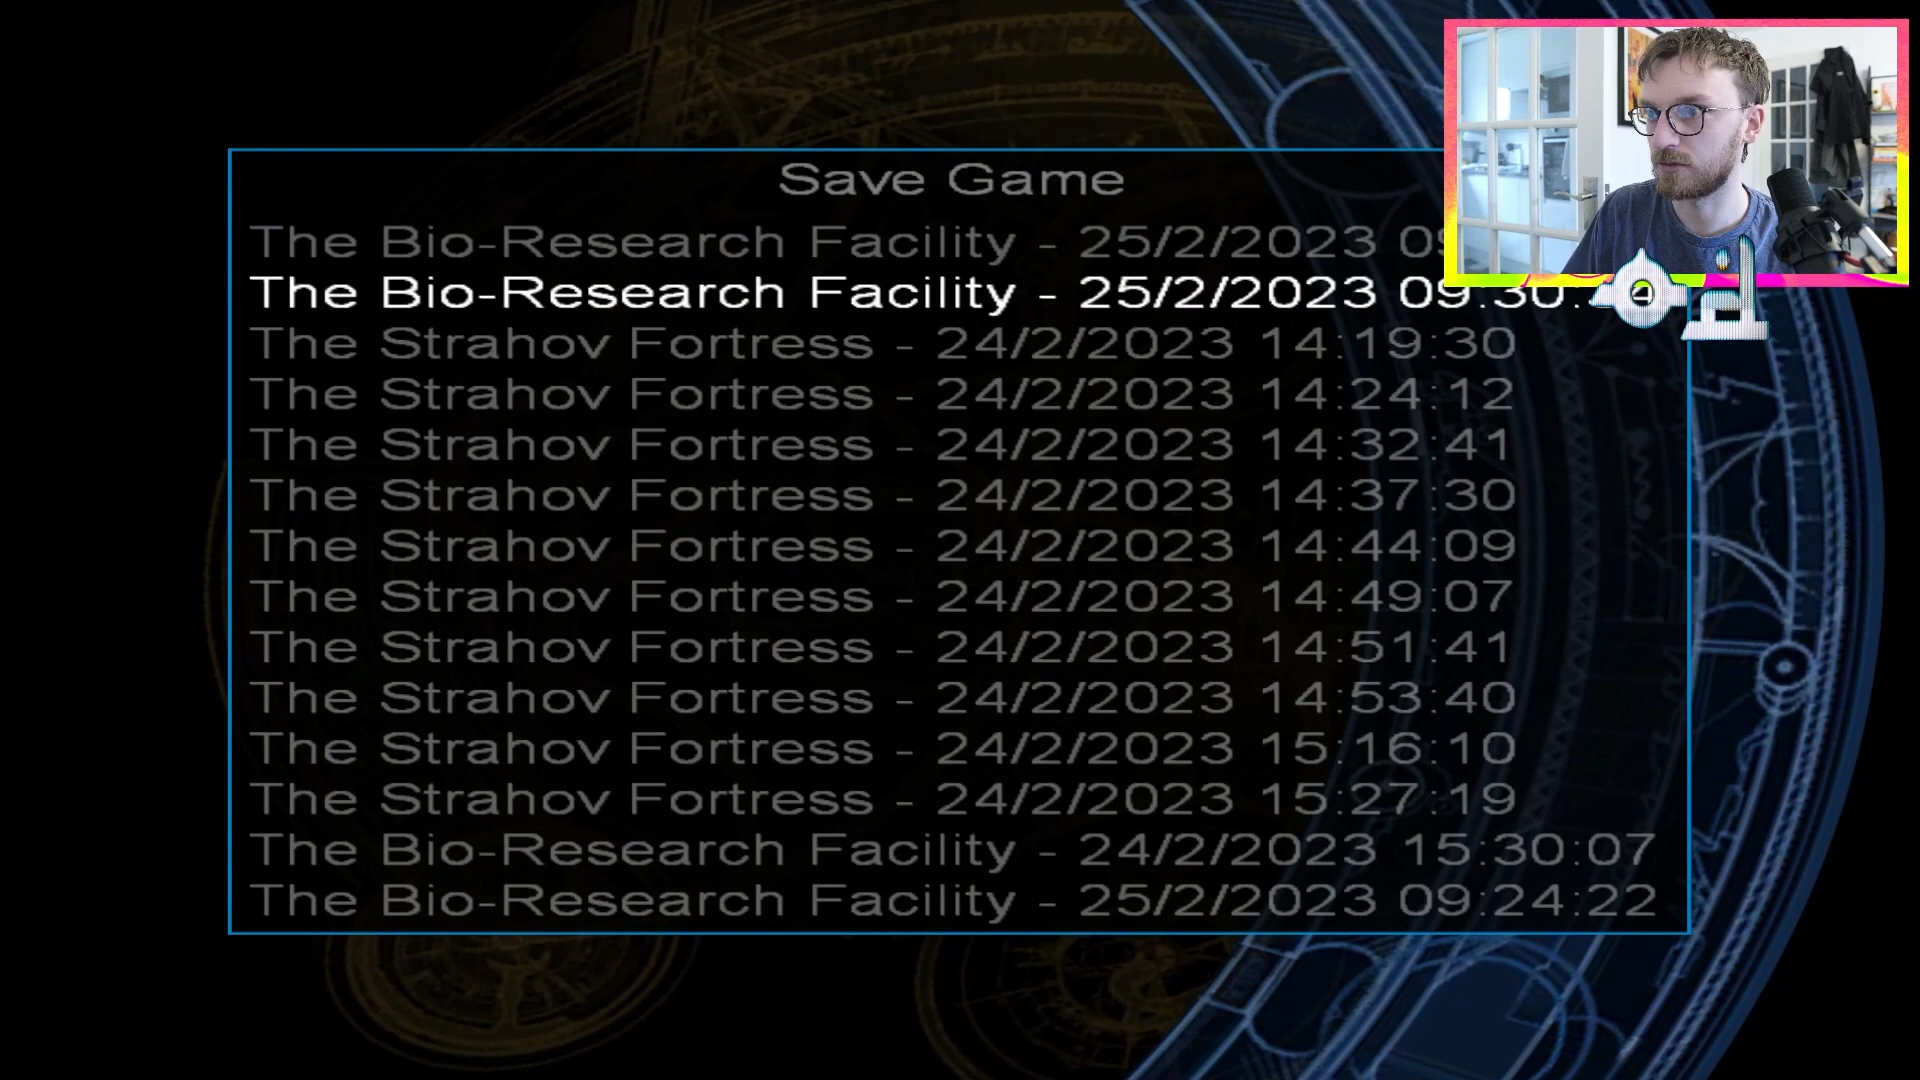 Save Game
The Bio-Research Facility - 25/2/2023
The Bio-Research Facility - 25/2/2023 09:30:
The Strahov Fortress - 24/2/2023 14:19:30
The Strahov Fortress - 24/2/2023 14:24:12
The Strahov Fortress - 24/2/2023 14:32:41
The Strahov Fortress - 24/2/2023 14:37:30
The Strahov Fortress - 24/2/2023 14:44:09
The Strahov Fortress - 24/2/2023 14:49:07
The Strahov Fortress - 24/2/2023 14:51:41
The Strahov Fortress - 24/2/2023 14:53:40
The Strahov Fortress - 24/2/2023 15:16:10
The Strahov Fortress - 24/2/2023 15:27:19
The Bio-Research Facility - 24/2/2023 15:30:07
The Bio-Research Facility - 25/2/2023 09:24:22